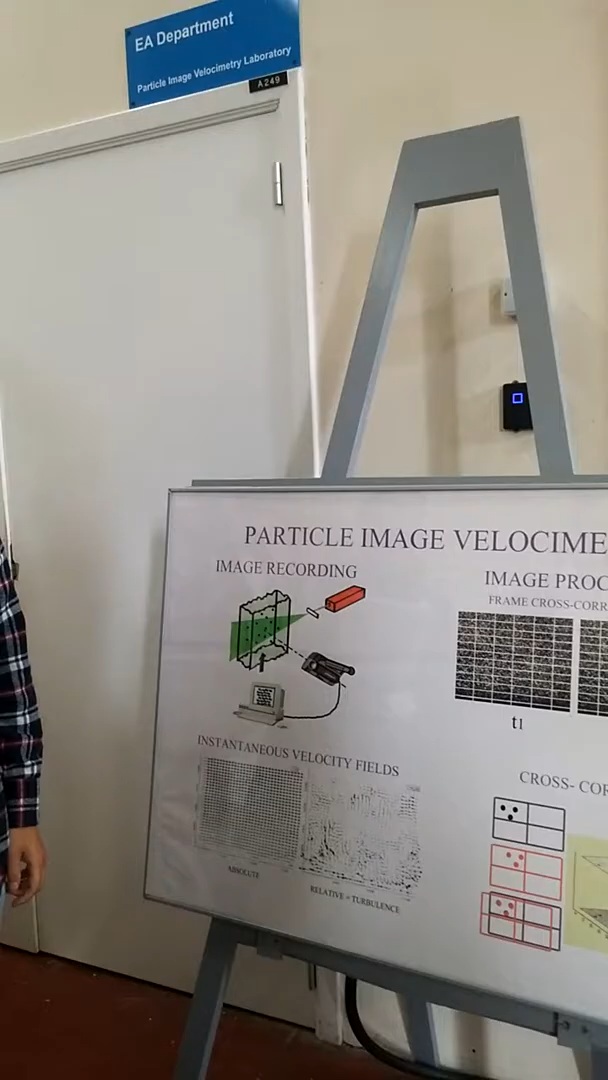 EA Department
Particle Image Velocimetry Laboratory
A249
PARTICLE IMAGE VELOCIME
IMAGE RECORDING
IMAGE PROC
FRAME CROSS-CORR
t1
INSTANTANEOUS VELOCITY FIELDS
CROSS- COR
ABSOLUTE
RELATIVE = TURBULENCE